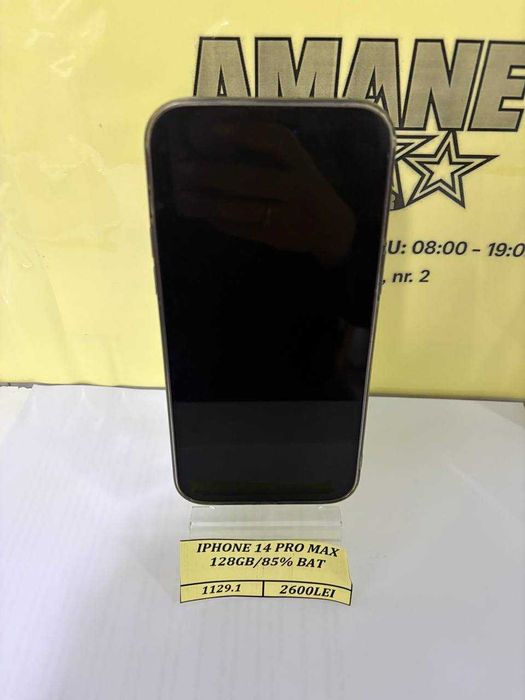 AMANE
U: 08:00 - 19:0
, nr. 2
IPHONE 14 PRO MAX
128GB/85% BAT
1129.1 2600LEI